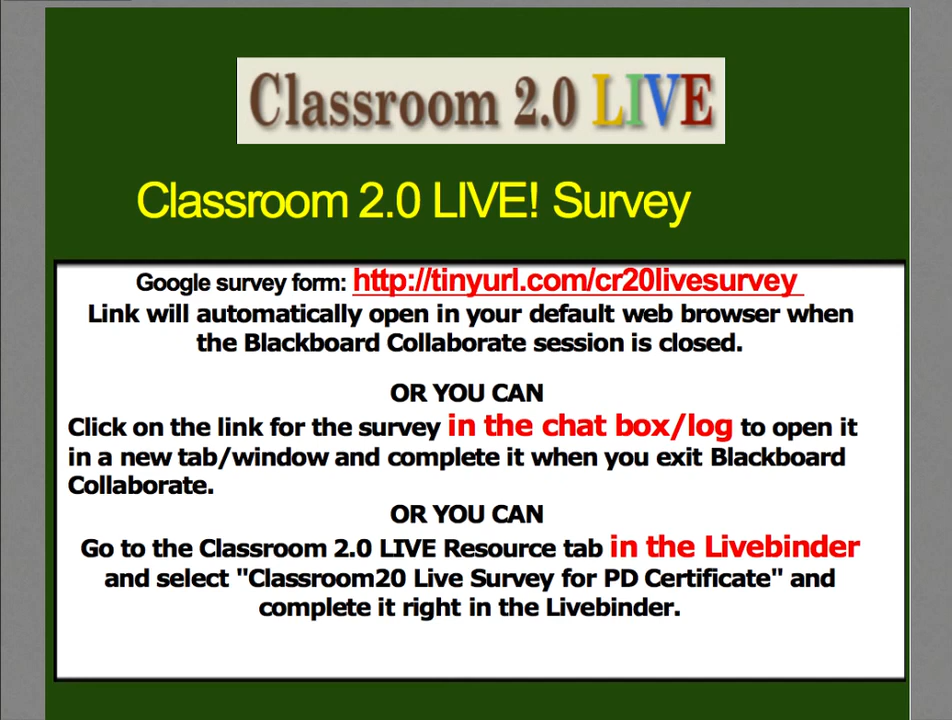 Classroom 2.0 LIVE
Classroom 2.0 LIVE! Survey
Google survey form: http://tinyurl.com/cr20livesurvey
Link will automatically open in your default web browser when
the Blackboard Collaborate session is closed.
OR YOU CAN
Click on the link for the survey in the chat box/log to open it
in a new tab/window and complete it when you exit Blackboard
Collaborate.
OR YOU CAN
Go to the Classroom 2.0 LIVE Resource tab in the Livebinder
and select "Classroom20 Live Survey for PD Certificate" and
complete it right in the Livebinder.